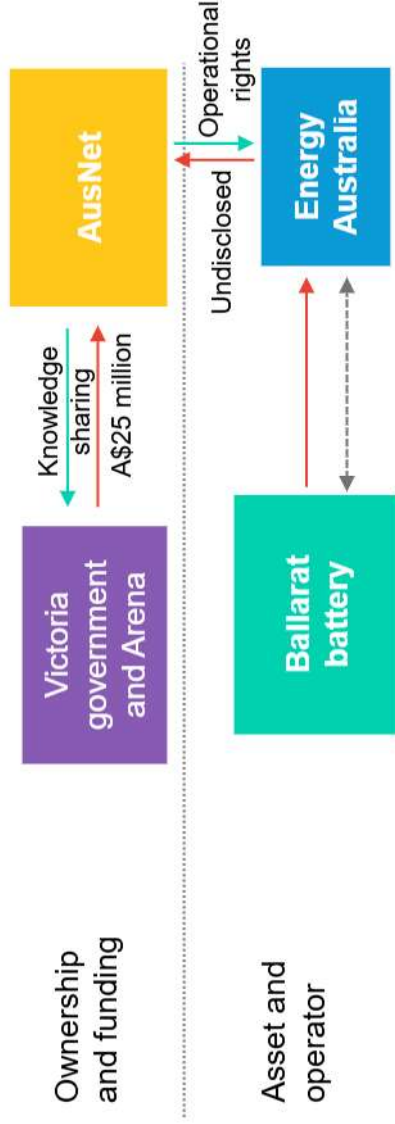 Ownership
and funding
Victoria
government
and Arena
Knowledge
sharing
A$25 million
AusNet
Undisclosed
Operational
rights
Asset and
operator
Ballarat
battery
Energy
Australia